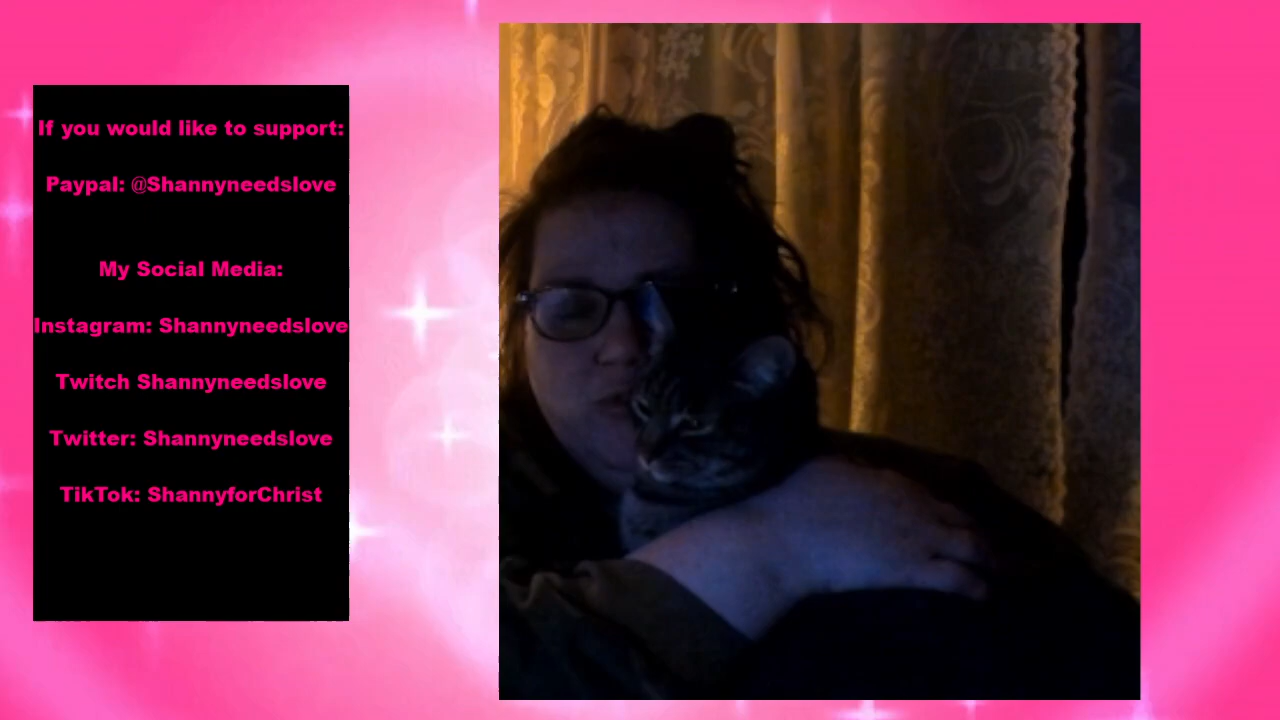 If you would like to support:
Paypal: @Shannyneedslove
My Social Media:
Instagram: Shannyneedslove
Twitch Shannyneedslove
Twitter: Shannyneedslove
TikTok: ShannyforChrist